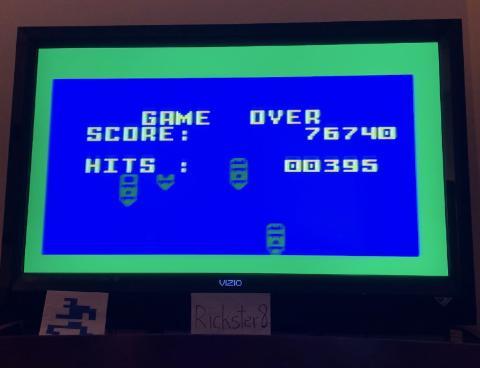 GAME OVER
SCORE: 76740
HITS : 00395
VIZIO
Rickster8